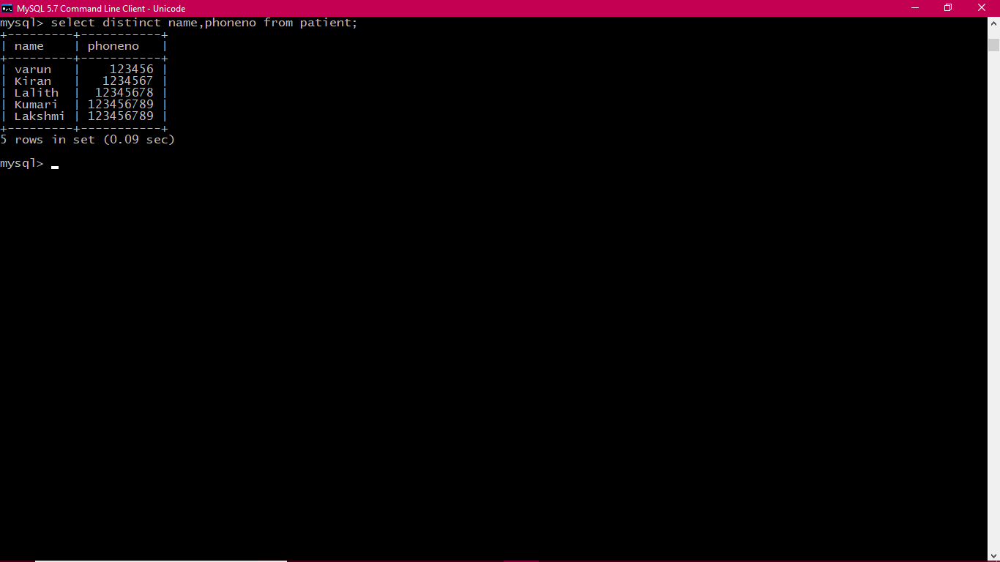 MySQL 5.7 Command Line Client - Unicode
mysql> select distinct name,phoneno from patient;
+---------+-----------+
| name    | phoneno   |
+---------+-----------+
| varun   |    123456 |
| Kiran   |   1234567 |
| Lalith  |  12345678 |
| Kumari  | 123456789 |
| Lakshmi | 123456789 |
+---------+-----------+
5 rows in set (0.09 sec)
mysql>